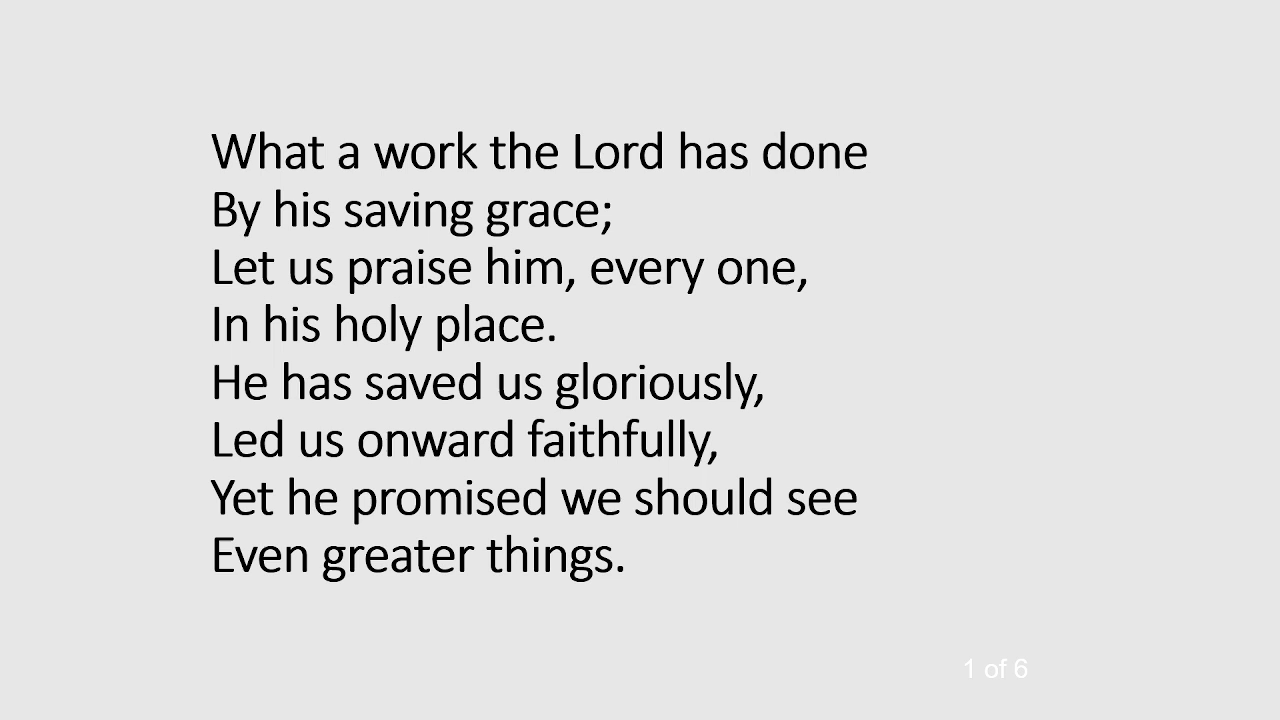 What a work the Lord has done
By his saving grace;
Let us praise him, every one,
In his holy place.
He has saved us gloriously,
Led us onward faithfully,
Yet he promised we should see
Even greater things.
1 of 6